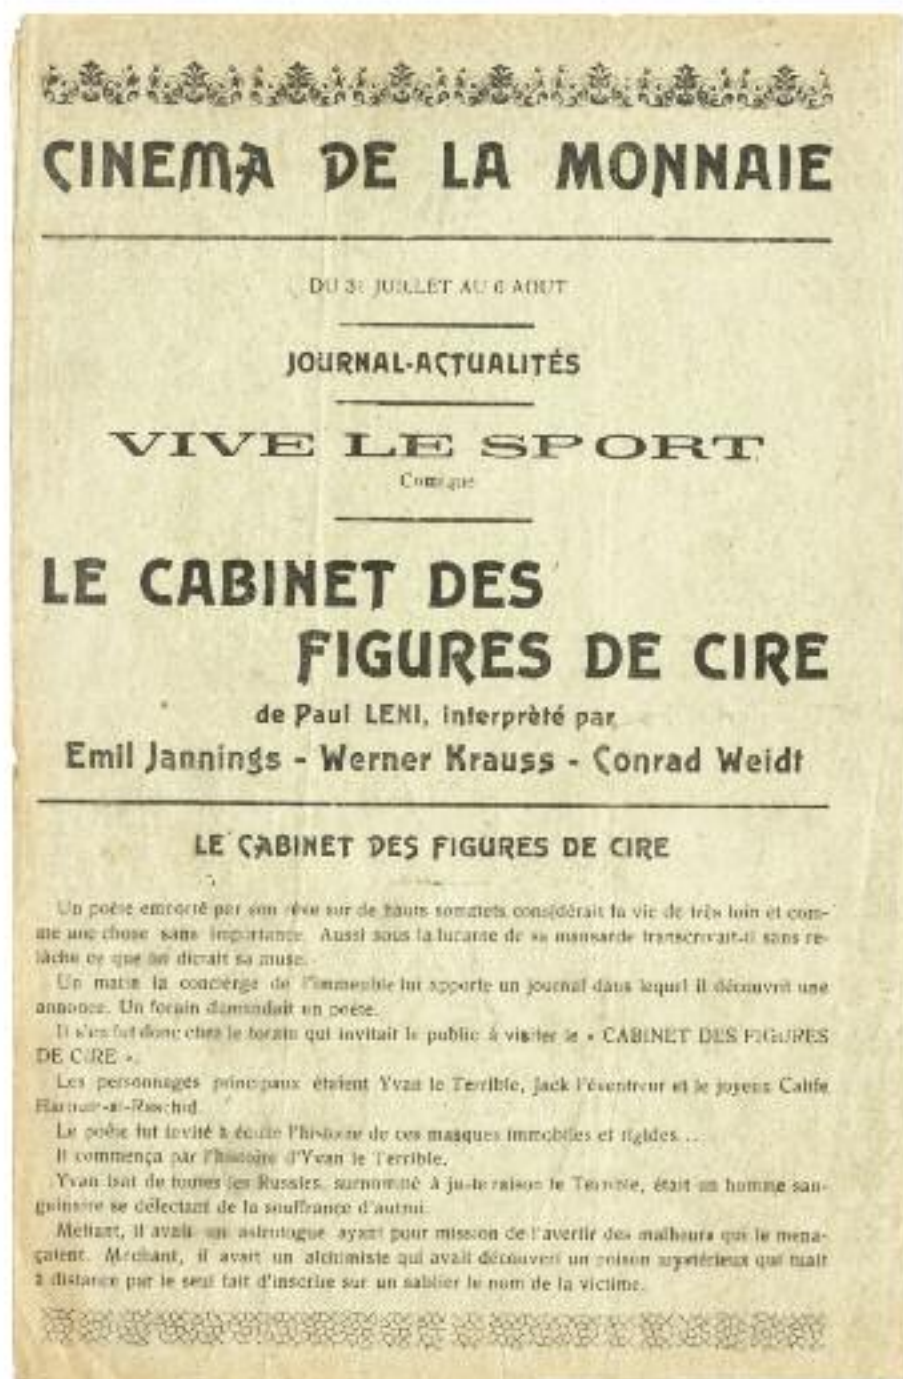 CINEMA DE LA MONNAIE
DU 31 JUILLET AU 6 AOUT
JOURNAL-ACTUALITÉS
VIVE LE SPORT
Comique
LE CABINET DES
FIGURES DE CIRE
de Paul LENI, interprèté par
Emil Jannings - Werner Krauss - Conrad Weidt
LE CABINET DES FIGURES DE CIRE
Un poète emporté par son rêve sur de hauts sommets considérait la vie de très loin et com-
me une chose sans importance. Aussi sous la lucarne de sa mansarde transcrivait-il sans re-
lâche ce que lui dictait sa muse.
Un matin la concierge de l'immeuble lui apporte un journal dans lequel il découvrit une
annonce. Un forain demandait un poète.
Il s'en fut donc chez le forain qui invitait le public à visiter le « CABINET DES FIGURES
DE CIRE ».
Les personnages principaux étaient Yvan le Terrible, Jack l'éventreur et le joyeux Calife
Haroun-al-Raschid
Le poète fut invité à écrire l'histoire de ces masques immobiles et rigides...
Il commença par l'histoire d'Yvan le Terrible.
Yvan tsar de toutes les Russies, surnommé à juste raison le Terrible, était un homme san-
guinaire se délectant de la souffrance d'autrui.
Méfiant, il avait un astrologue ayant pour mission de l'avertir des malheurs qui le mena-
çaient. Méchant, il avait un alchimiste qui avait découvert un poison mystérieux qui tuait
à distance par le seul fait d'inscrire sur un sablier le nom de la victime.